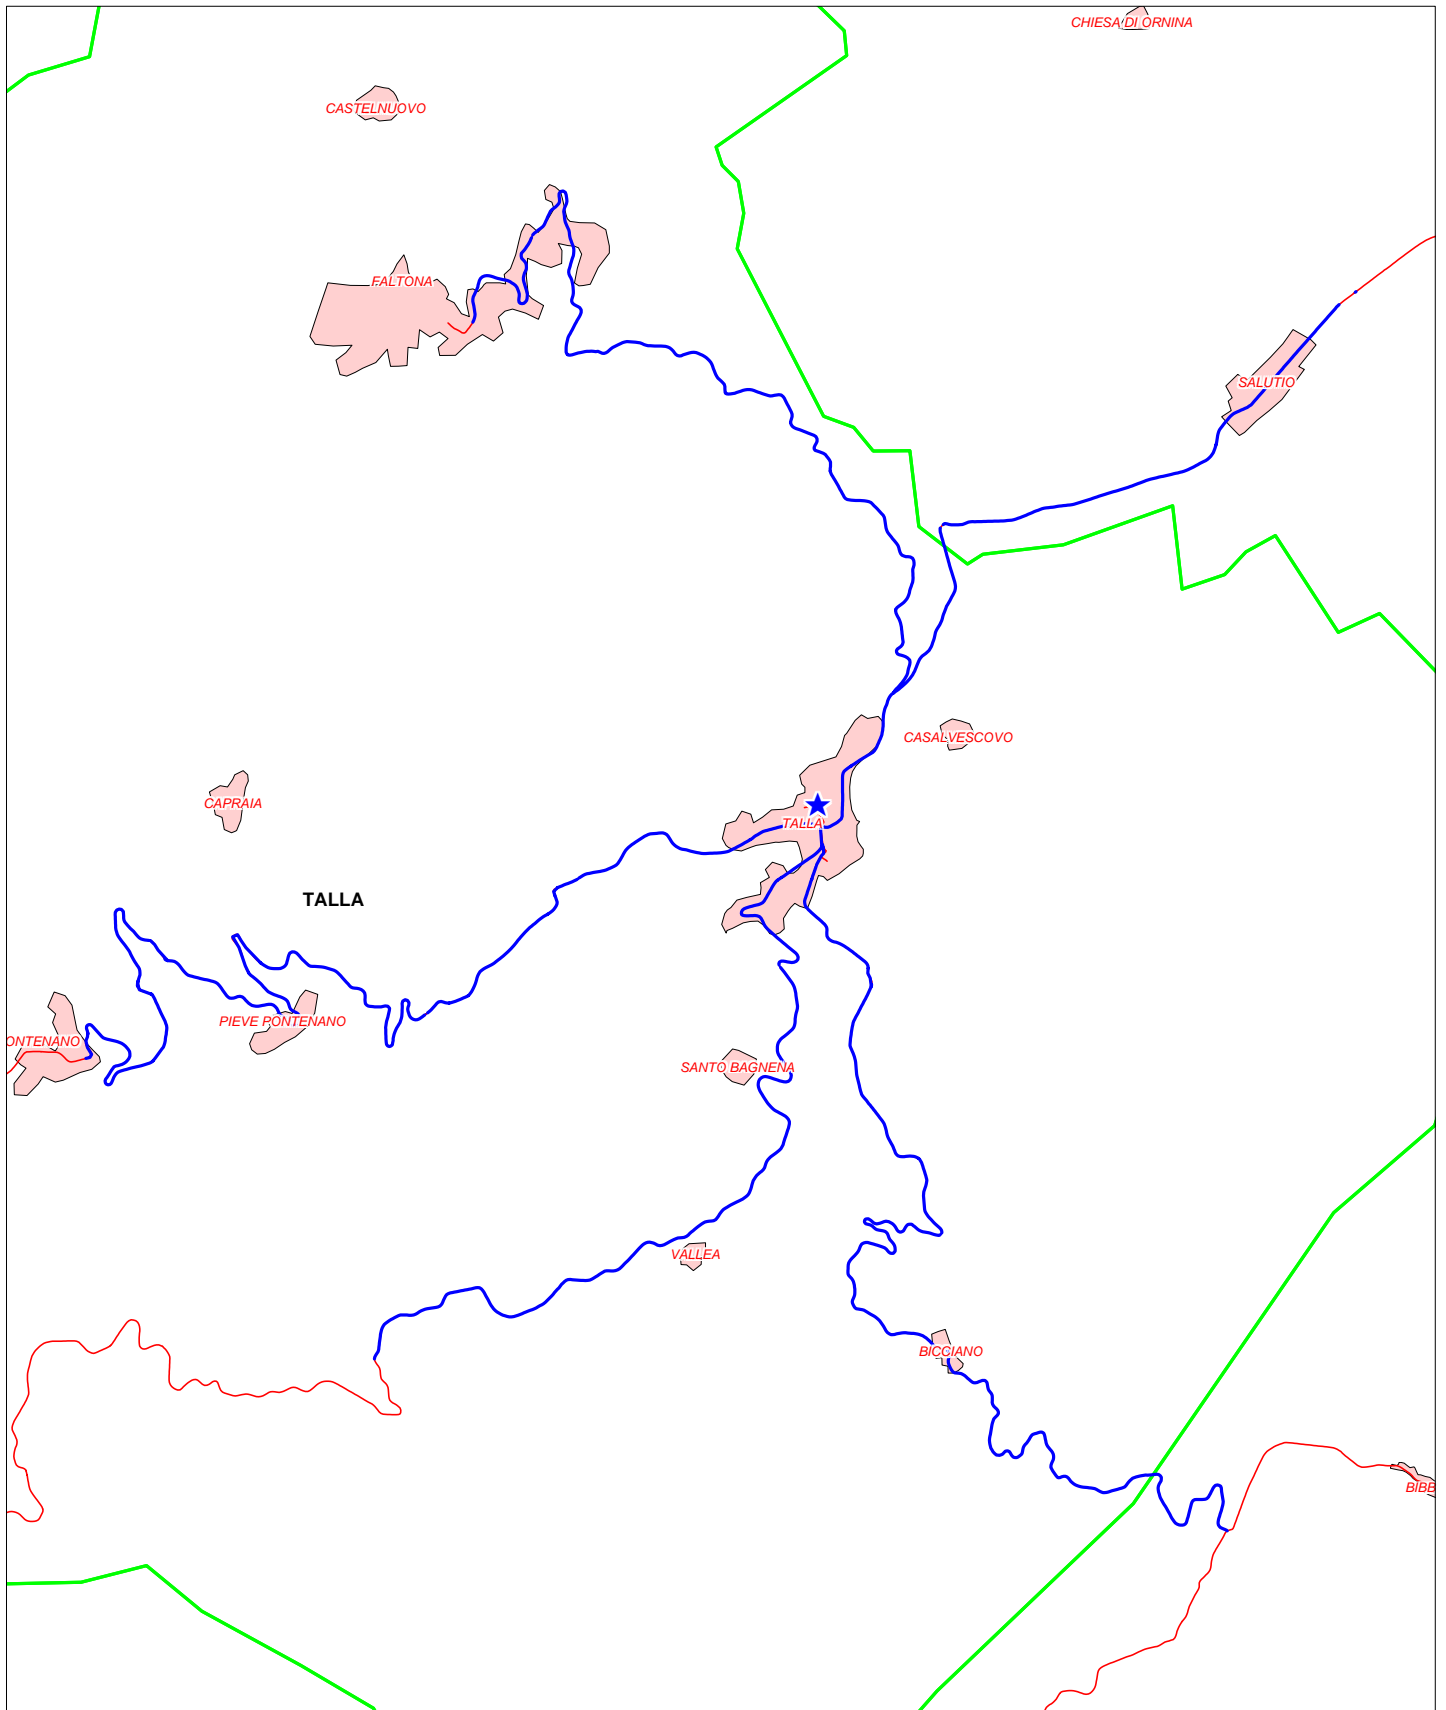 CHIESA DI ORNINA
CASTELNUOVO
FALTONA
SALUTIO
CASALVESCOVO
CAPRAIA
TALLA
TALLA
PIEVE PONTENANO
ONTENANO
SANTO BAGNENA
VALLEA
BICCIANO
BIBB